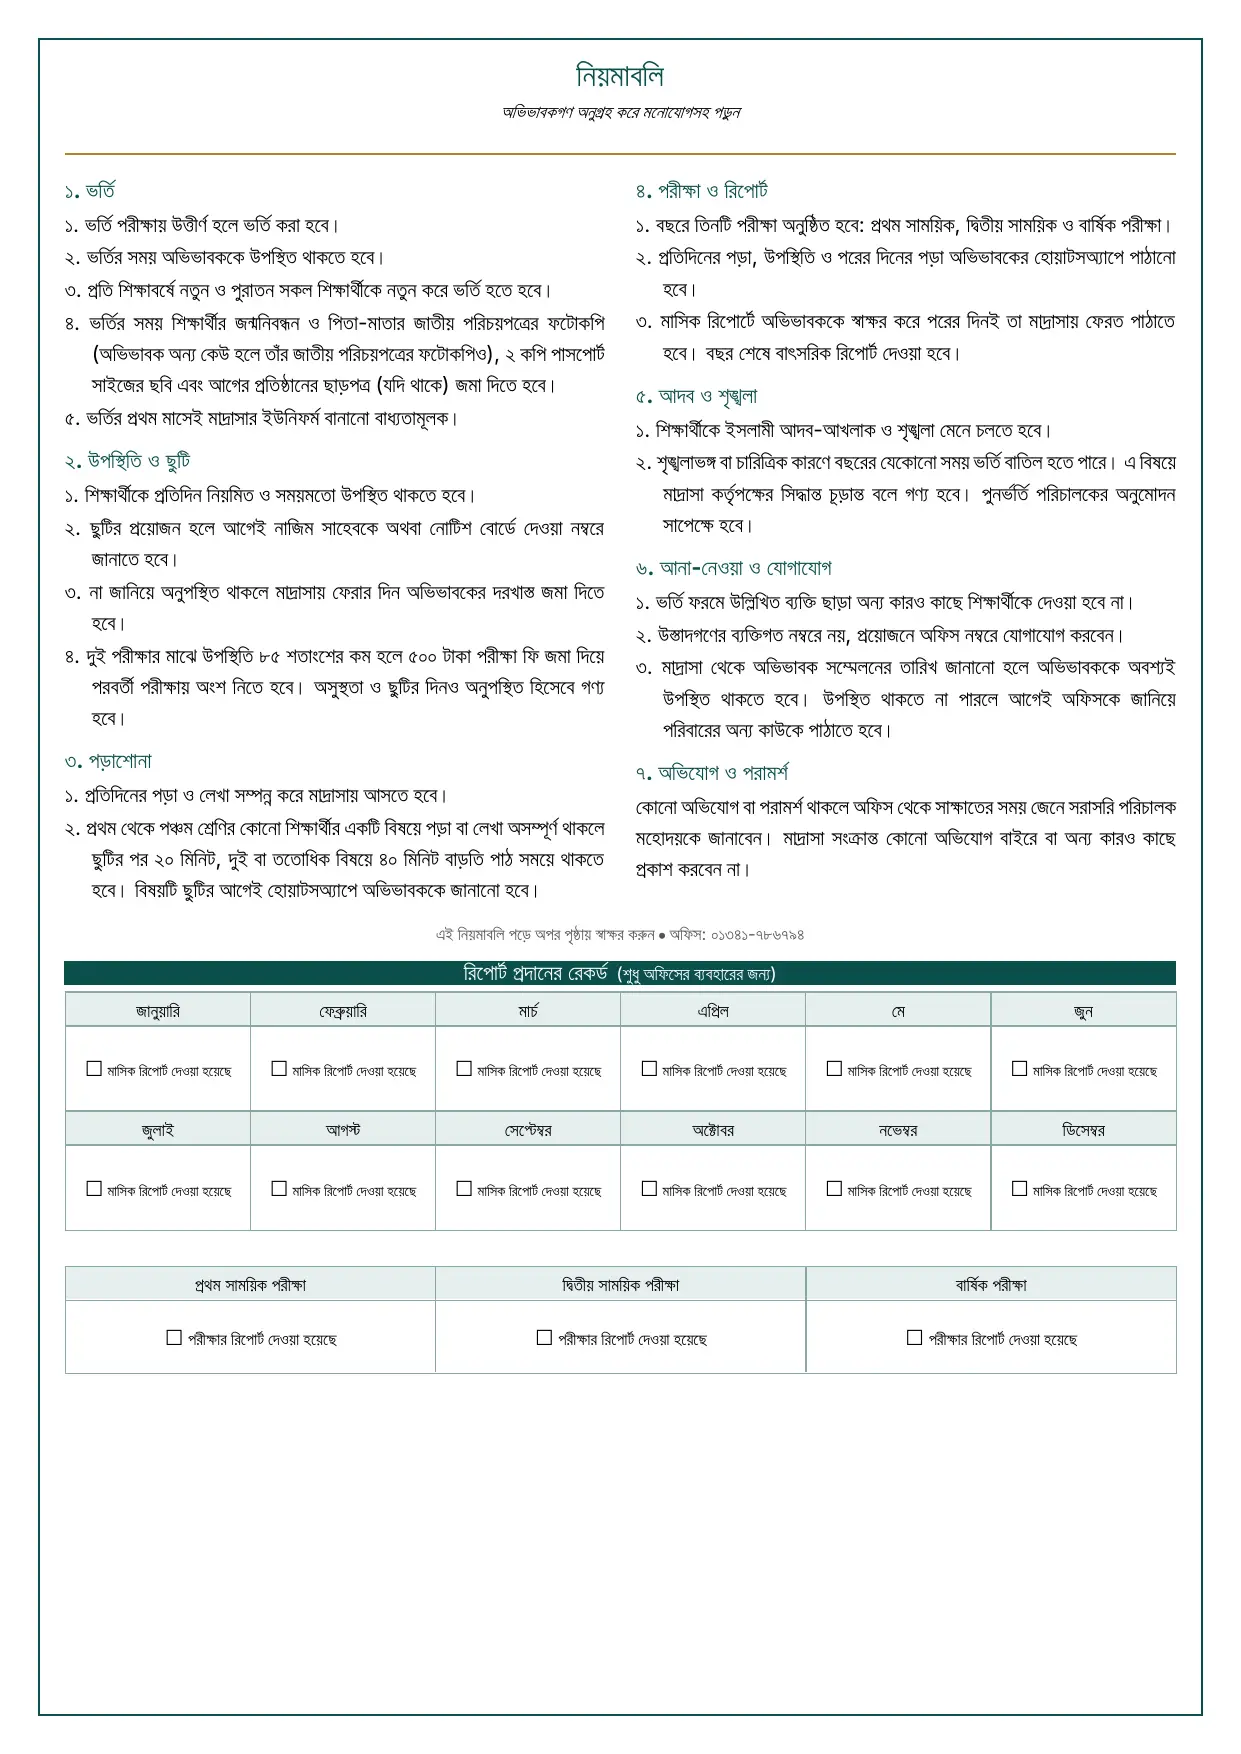 নিয়মাবলি
অভিভাবকগণ অনুগ্রহ করে মনোযোগসহ পড়ুন
১. ভর্তি
১. ভর্তি পরীক্ষায় উত্তীর্ণ হলে ভর্তি করা হবে।
২. ভর্তির সময় অভিভাবককে উপস্থিত থাকতে হবে।
৩. প্রতি শিক্ষাবর্ষে নতুন ও পুরাতন সকল শিক্ষার্থীকে নতুন করে ভর্তি হতে হবে।
৪. ভর্তির সময় শিক্ষার্থীর জন্মনিবন্ধন ও পিতা-মাতার জাতীয় পরিচয়পত্রের ফটোকপি
(অভিভাবক অন্য কেউ হলে তাঁর জাতীয় পরিচয়পত্রের ফটোকপিও), ২ কপি পাসপোর্ট
সাইজের ছবি এবং আগের প্রতিষ্ঠানের ছাড়পত্র (যদি থাকে) জমা দিতে হবে।
৫. ভর্তির প্রথম মাসেই মাদ্রাসার ইউনিফর্ম বানানো বাধ্যতামূলক।
২. উপস্থিতি ও ছুটি
১. শিক্ষার্থীকে প্রতিদিন নিয়মিত ও সময়মতো উপস্থিত থাকতে হবে।
২. ছুটির প্রয়োজন হলে আগেই নাজিম সাহেবকে অথবা নোটিশ বোর্ডে দেওয়া নম্বরে
জানাতে হবে।
৩. না জানিয়ে অনুপস্থিত থাকলে মাদ্রাসায় ফেরার দিন অভিভাবকের দরখাস্ত জমা দিতে
হবে।
৪. দুই পরীক্ষার মাঝে উপস্থিতি ৮৫ শতাংশের কম হলে ৫০০ টাকা পরীক্ষা ফি জমা দিয়ে
পরবর্তী পরীক্ষায় অংশ নিতে হবে। অসুস্থতা ও ছুটির দিনও অনুপস্থিত হিসেবে গণ্য
হবে।
৩. পড়াশোনা
১. প্রতিদিনের পড়া ও লেখা সম্পন্ন করে মাদ্রাসায় আসতে হবে।
২. প্রথম থেকে পঞ্চম শ্রেণির কোনো শিক্ষার্থীর একটি বিষয়ে পড়া বা লেখা অসম্পূর্ণ থাকলে
ছুটির পর ২০ মিনিট, দুই বা ততোধিক বিষয়ে ৪০ মিনিট বাড়তি পাঠ সময়ে থাকতে
হবে। বিষয়টি ছুটির আগেই হোয়াটসঅ্যাপে অভিভাবককে জানানো হবে।
৪. পরীক্ষা ও রিপোর্ট
১. বছরে তিনটি পরীক্ষা অনুষ্ঠিত হবে: প্রথম সাময়িক, দ্বিতীয় সাময়িক ও বার্ষিক পরীক্ষা।
২. প্রতিদিনের পড়া, উপস্থিতি ও পরের দিনের পড়া অভিভাবকের হোয়াটসঅ্যাপে পাঠানো
হবে।
৩. মাসিক রিপোর্টে অভিভাবককে স্বাক্ষর করে পরের দিনই তা মাদ্রাসায় ফেরত পাঠাতে
হবে। বছর শেষে বাৎসরিক রিপোর্ট দেওয়া হবে।
৫. আদব ও শৃঙ্খলা
১. শিক্ষার্থীকে ইসলামী আদব-আখলাক ও শৃঙ্খলা মেনে চলতে হবে।
২. শৃঙ্খলাভঙ্গ বা চারিত্রিক কারণে বছরের যেকোনো সময় ভর্তি বাতিল হতে পারে। এ বিষয়ে
মাদ্রাসা কর্তৃপক্ষের সিদ্ধান্ত চূড়ান্ত বলে গণ্য হবে। পুনর্ভর্তি পরিচালকের অনুমোদন
সাপেক্ষে হবে।
৬. আনা-নেওয়া ও যোগাযোগ
১. ভর্তি ফরমে উল্লিখিত ব্যক্তি ছাড়া অন্য কারও কাছে শিক্ষার্থীকে দেওয়া হবে না।
২. উস্তাদগণের ব্যক্তিগত নম্বরে নয়, প্রয়োজনে অফিস নম্বরে যোগাযোগ করবেন।
৩. মাদ্রাসা থেকে অভিভাবক সম্মেলনের তারিখ জানানো হলে অভিভাবককে অবশ্যই
উপস্থিত থাকতে হবে। উপস্থিত থাকতে না পারলে আগেই অফিসকে জানিয়ে
পরিবারের অন্য কাউকে পাঠাতে হবে।
৭. অভিযোগ ও পরামর্শ
কোনো অভিযোগ বা পরামর্শ থাকলে অফিস থেকে সাক্ষাতের সময় জেনে সরাসরি পরিচালক
মহোদয়কে জানাবেন। মাদ্রাসা সংক্রান্ত কোনো অভিযোগ বাইরে বা অন্য কারও কাছে
প্রকাশ করবেন না।
এই নিয়মাবলি পড়ে অপর পৃষ্ঠায় স্বাক্ষর করুন • অফিস: ০১৩৪১-৭৮৬৭৯৪
রিপোর্ট প্রদানের রেকর্ড (শুধু অফিসের ব্যবহারের জন্য)
জানুয়ারি ফেব্রুয়ারি মার্চ এপ্রিল মে জুন
☐ মাসিক রিপোর্ট দেওয়া হয়েছে ☐ মাসিক রিপোর্ট দেওয়া হয়েছে ☐ মাসিক রিপোর্ট দেওয়া হয়েছে ☐ মাসিক রিপোর্ট দেওয়া হয়েছে ☐ মাসিক রিপোর্ট দেওয়া হয়েছে ☐ মাসিক রিপোর্ট দেওয়া হয়েছে
জুলাই আগস্ট সেপ্টেম্বর অক্টোবর নভেম্বর ডিসেম্বর
☐ মাসিক রিপোর্ট দেওয়া হয়েছে ☐ মাসিক রিপোর্ট দেওয়া হয়েছে ☐ মাসিক রিপোর্ট দেওয়া হয়েছে ☐ মাসিক রিপোর্ট দেওয়া হয়েছে ☐ মাসিক রিপোর্ট দেওয়া হয়েছে ☐ মাসিক রিপোর্ট দেওয়া হয়েছে
প্রথম সাময়িক পরীক্ষা দ্বিতীয় সাময়িক পরীক্ষা বার্ষিক পরীক্ষা
☐ পরীক্ষার রিপোর্ট দেওয়া হয়েছে ☐ পরীক্ষার রিপোর্ট দেওয়া হয়েছে ☐ পরীক্ষার রিপোর্ট দেওয়া হয়েছে